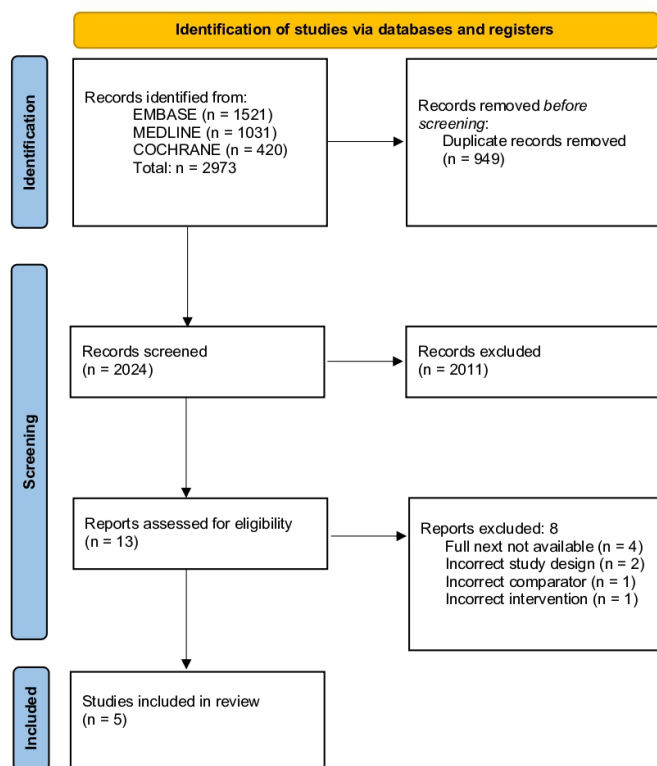 Identification of studies via databases and registers
Identification
Records identified from:
EMBASE (n = 1521)
MEDLINE (n = 1031)
COCHRANE (n = 420)
Total: n = 2973
Records removed before
screening:
Duplicate records removed
(n = 949)
Screening
Records screened
(n = 2024)
Records excluded
(n = 2011)
Reports assessed for eligibility
(n = 13)
Reports excluded: 8
Full next not available (n = 4)
Incorrect study design (n = 2)
Incorrect comparator (n = 1)
Incorrect intervention (n = 1)
Included
Studies included in review
(n = 5)